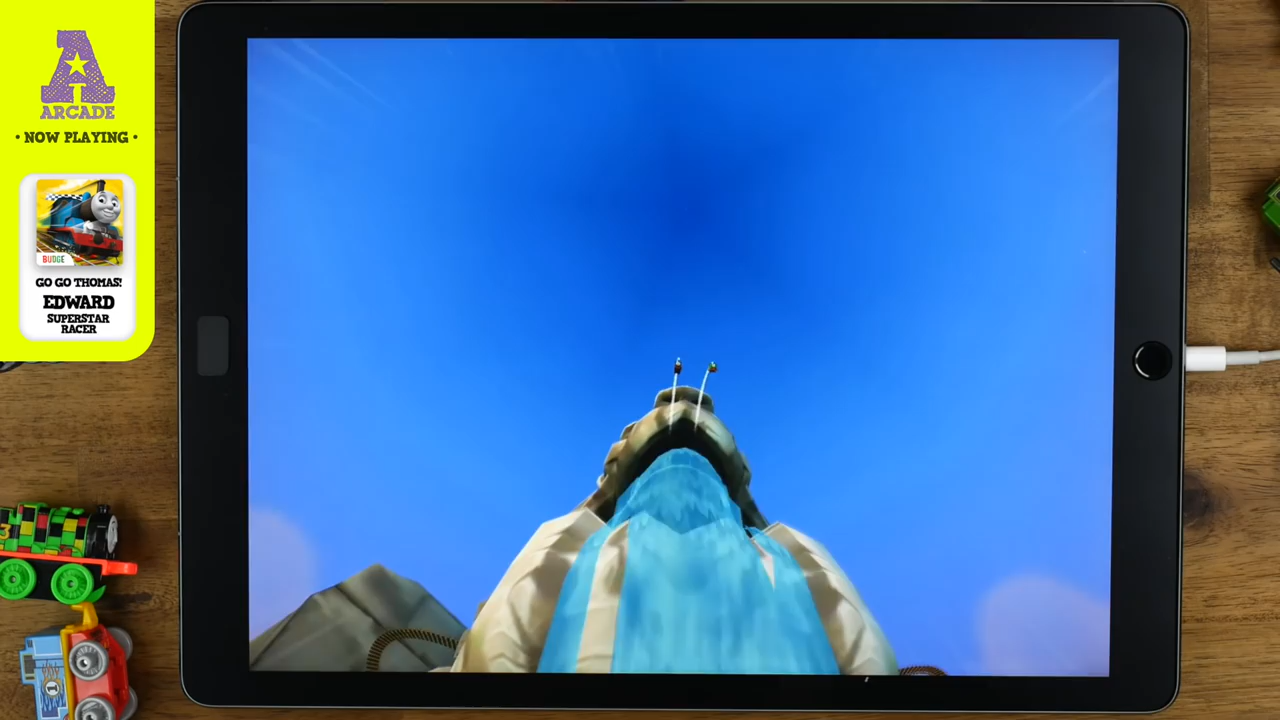 A
ARCADE
• NOW PLAYING •
BUDGE
GO GO THOMAS!
EDWARD
SUPERSTAR
RACER